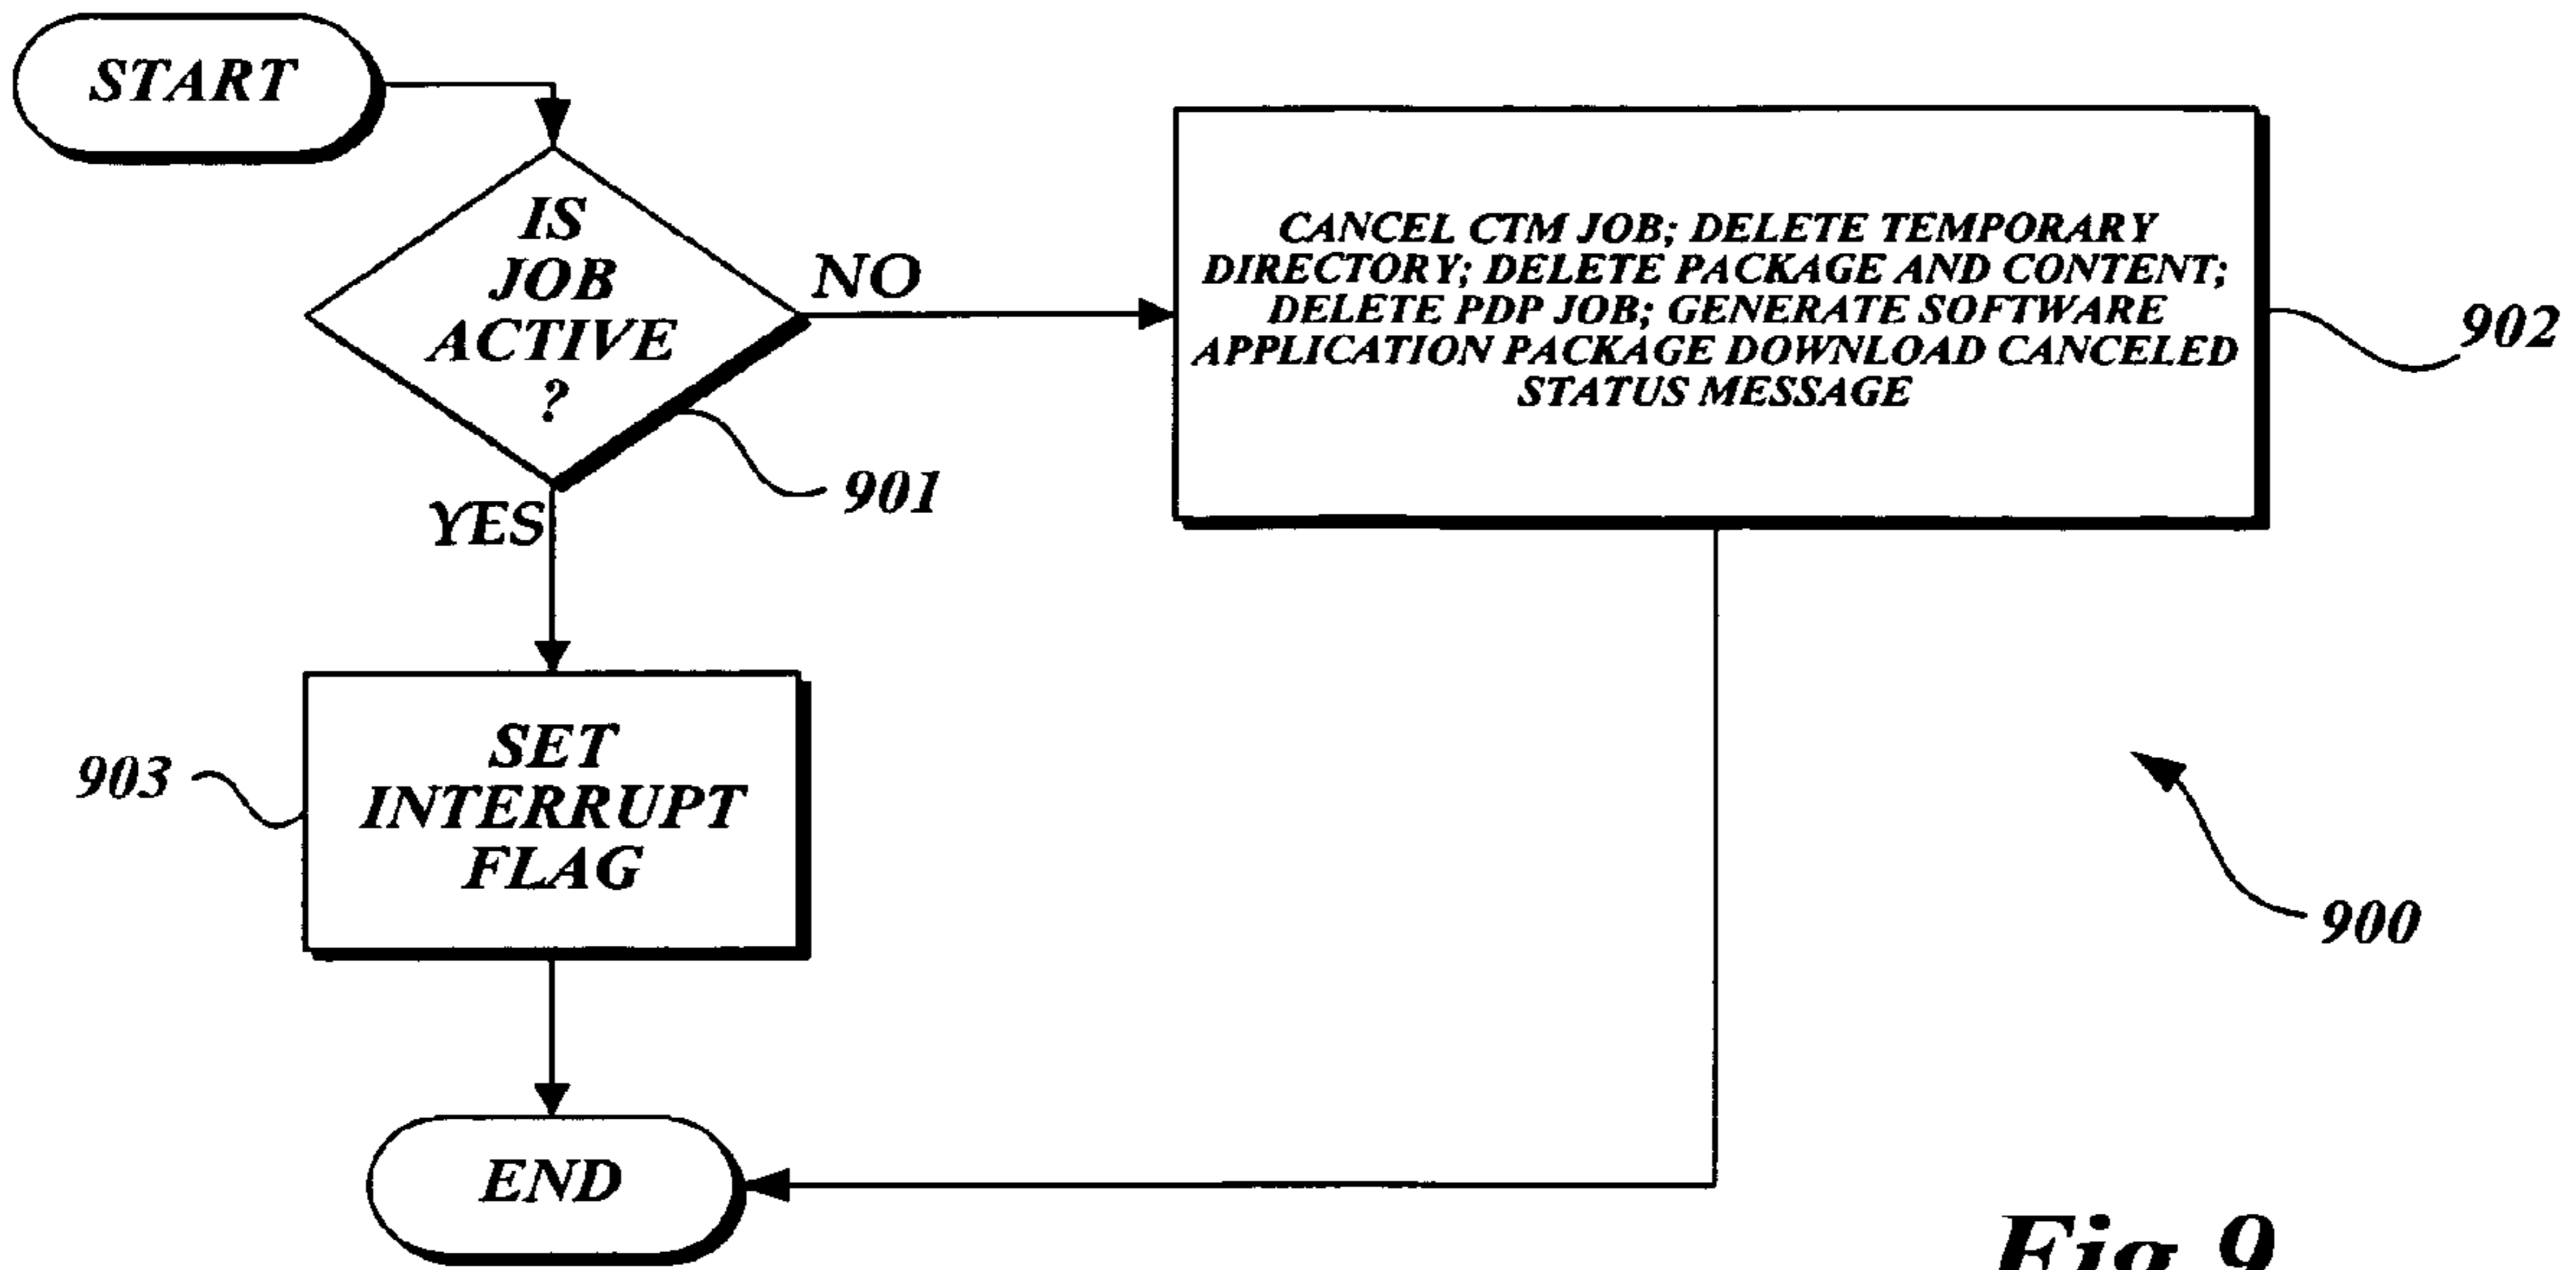 START
IS
JOB
ACTIVE
?
NO
YES
901
CANCEL CTM JOB; DELETE TEMPORARY
DIRECTORY; DELETE PACKAGE AND CONTENT;
DELETE PDP JOB; GENERATE SOFTWARE
APPLICATION PACKAGE DOWNLOAD CANCELED
STATUS MESSAGE
902
903
SET
INTERRUPT
FLAG
900
END
Fig.9